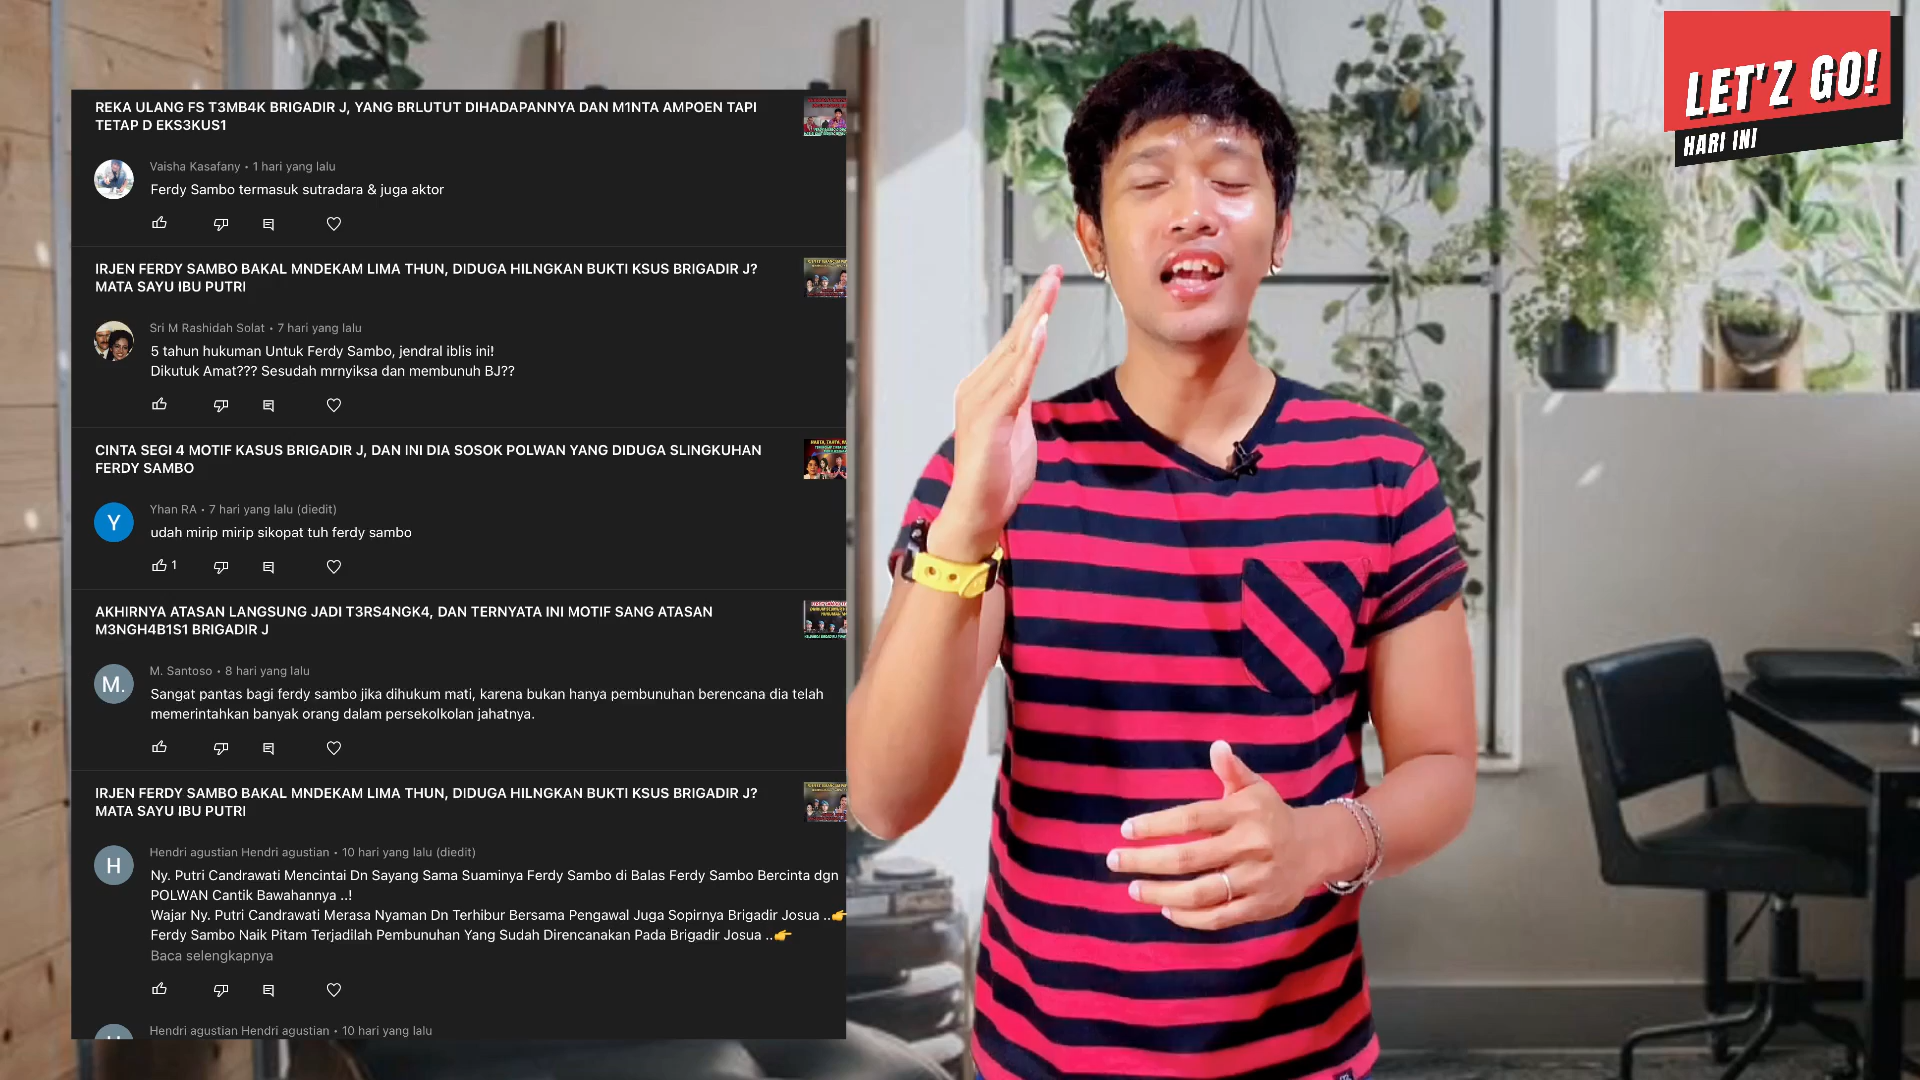 LET'Z GO!
HARI INI
REKA ULANG FS T3MB4K BRIGADIR J, YANG BRLUTUT DIHADAPANNYA DAN M1NTA AMPOEN TAPI
TETAP D EKS3KUS1
Vaisha Kasafany • 1 hari yang lalu
Ferdy Sambo termasuk sutradara & juga aktor
IRJEN FERDY SAMBO BAKAL MNDEKAM LIMA THUN, DIDUGA HILNGKAN BUKTI KSUS BRIGADIR J?
MATA SAYU IBU PUTRI
Sri M Rashidah Solat • 7 hari yang lalu
5 tahun hukuman Untuk Ferdy Sambo, jendral iblis ini!
Dikutuk Amat??? Sesudah mrnyiksa dan membunuh BJ??
CINTA SEGI 4 MOTIF KASUS BRIGADIR J, DAN INI DIA SOSOK POLWAN YANG DIDUGA SLINGKUHAN
FERDY SAMBO
Y
Yhan RA • 7 hari yang lalu (diedit)
udah mirip mirip sikopat tuh ferdy sambo
1
AKHIRNYA ATASAN LANGSUNG JADI T3RS4NGK4, DAN TERNYATA INI MOTIF SANG ATASAN
M3NGH4B1S1 BRIGADIR J
M.
M. Santoso • 8 hari yang lalu
Sangat pantas bagi ferdy sambo jika dihukum mati, karena bukan hanya pembunuhan berencana dia telah
memerintahkan banyak orang dalam persekolkolan jahatnya.
IRJEN FERDY SAMBO BAKAL MNDEKAM LIMA THUN, DIDUGA HILNGKAN BUKTI KSUS BRIGADIR J?
MATA SAYU IBU PUTRI
H
Hendri agustian Hendri agustian • 10 hari yang lalu (diedit)
Ny. Putri Candrawati Mencintai Dn Sayang Sama Suaminya Ferdy Sambo di Balas Ferdy Sambo Bercinta dgn
POLWAN Cantik Bawahannya ..!
Wajar Ny. Putri Candrawati Merasa Nyaman Dn Terhibur Bersama Pengawal Juga Sopirnya Brigadir Josua ..👉
Ferdy Sambo Naik Pitam Terjadilah Pembunuhan Yang Sudah Direncanakan Pada Brigadir Josua ..👉
Baca selengkapnya
Hendri agustian Hendri agustian • 10 hari yang lalu